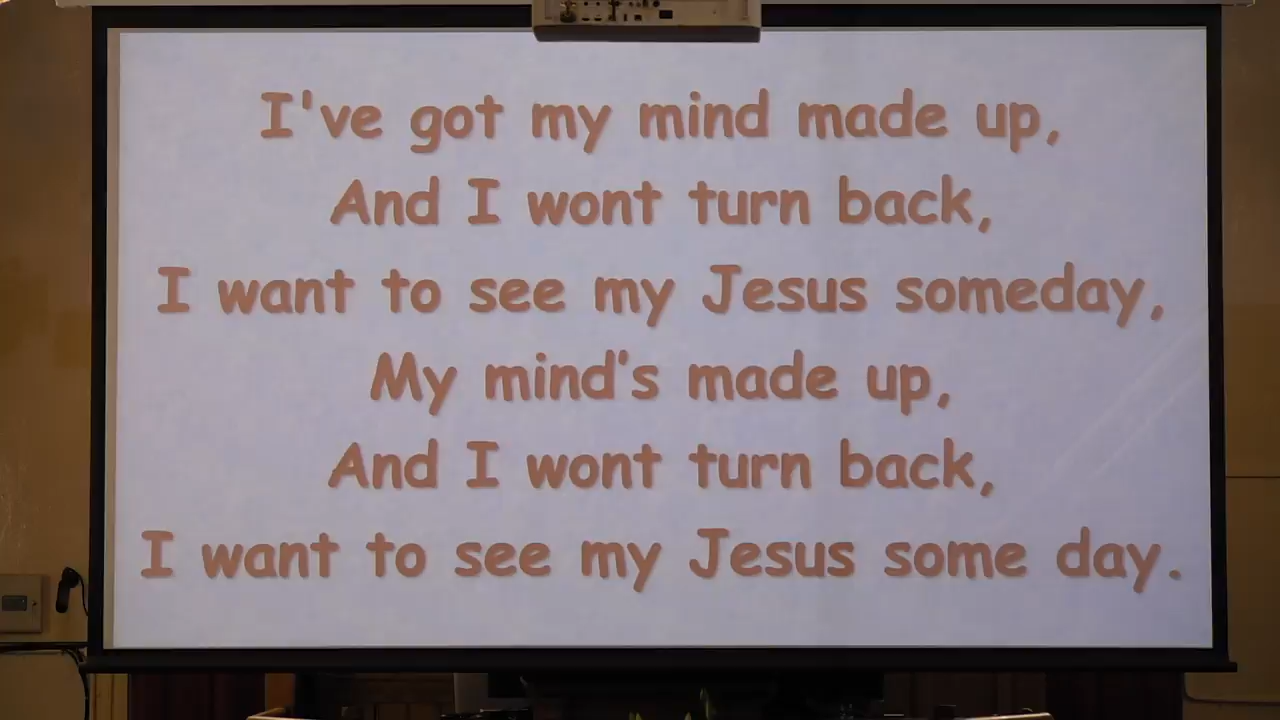 I've got my mind made up,
And I wont turn back,
I want to see my Jesus someday,
My mind's made up,
And I wont turn back,
I want to see my Jesus some day.